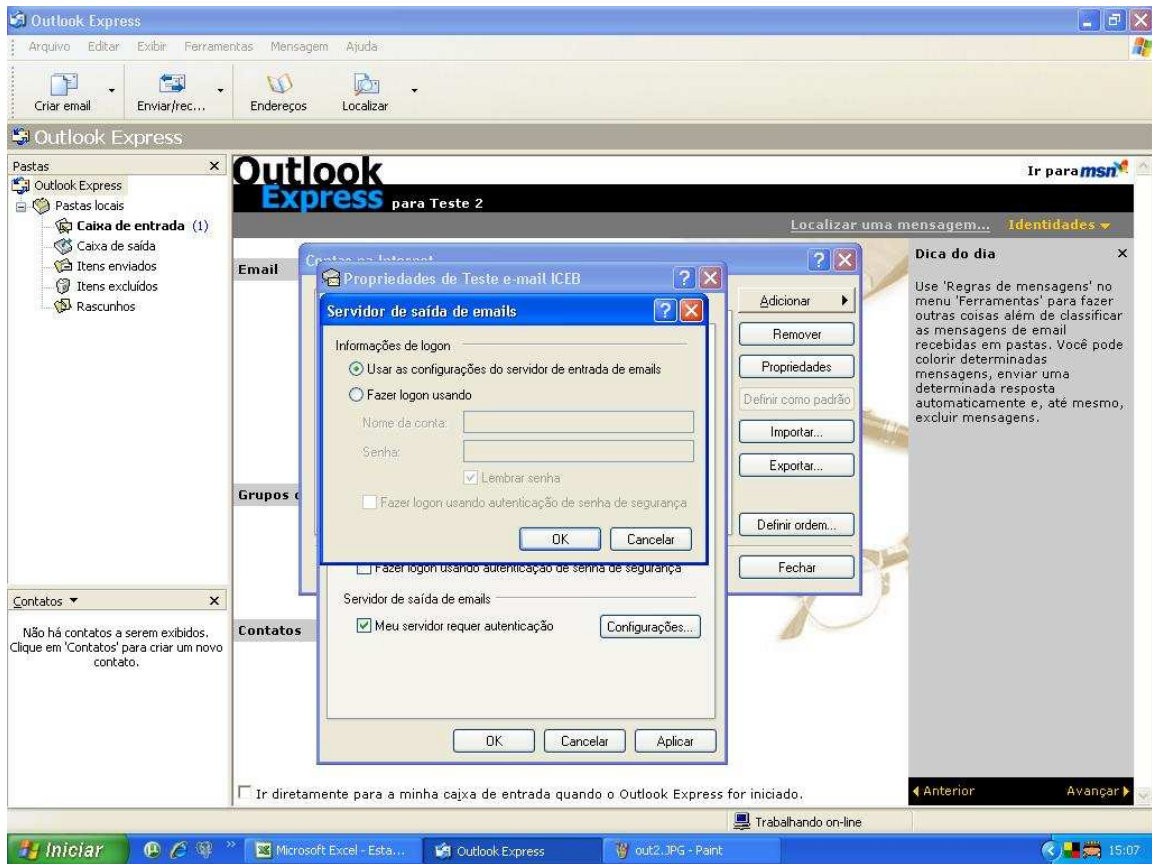 Outlook Express
Arquivo Editar Exibir Ferramentas Mensagem Ajuda
Criar email Enviar/rec... Endereços Localizar
Outlook Express
Pastas
Outlook Express
Pastas locais
Caixa de entrada (1)
Caixa de saída
Itens enviados
Itens excluídos
Rascunhos
Contatos
Não há contatos a serem exibidos.
Clique em 'Contatos' para criar um novo
contato.
Outlook
Express para Teste 2
Ir para msn
Localizar uma mensagem... Identidades
Email
Grupos
Contatos
Contas na Internet
Adicionar
Remover
Propriedades
Definir como padrão
Importar...
Exportar...
Definir ordem...
Fechar
Propriedades de Teste e-mail ICEB
Servidor de saída de emails
Informações de logon
Usar as configurações do servidor de entrada de emails
Fazer logon usando
Nome da conta:
Senha:
Lembrar senha
Fazer logon usando autenticação de senha de segurança
OK Cancelar
Fazer logon usando autenticação de senha de segurança
Servidor de saída de emails
Meu servidor requer autenticação Configurações...
OK Cancelar Aplicar
Dica do dia
Use 'Regras de mensagens' no
menu 'Ferramentas' para fazer
outras coisas além de classificar
as mensagens de email
recebidas em pastas. Você pode
colorir determinadas
mensagens, enviar uma
determinada resposta
automaticamente e, até mesmo,
excluir mensagens.
Anterior Avançar
Ir diretamente para a minha caixa de entrada quando o Outlook Express for iniciado.
Trabalhando on-line
Iniciar Microsoft Excel - Esta... Outlook Express out2.JPG - Paint 15:07